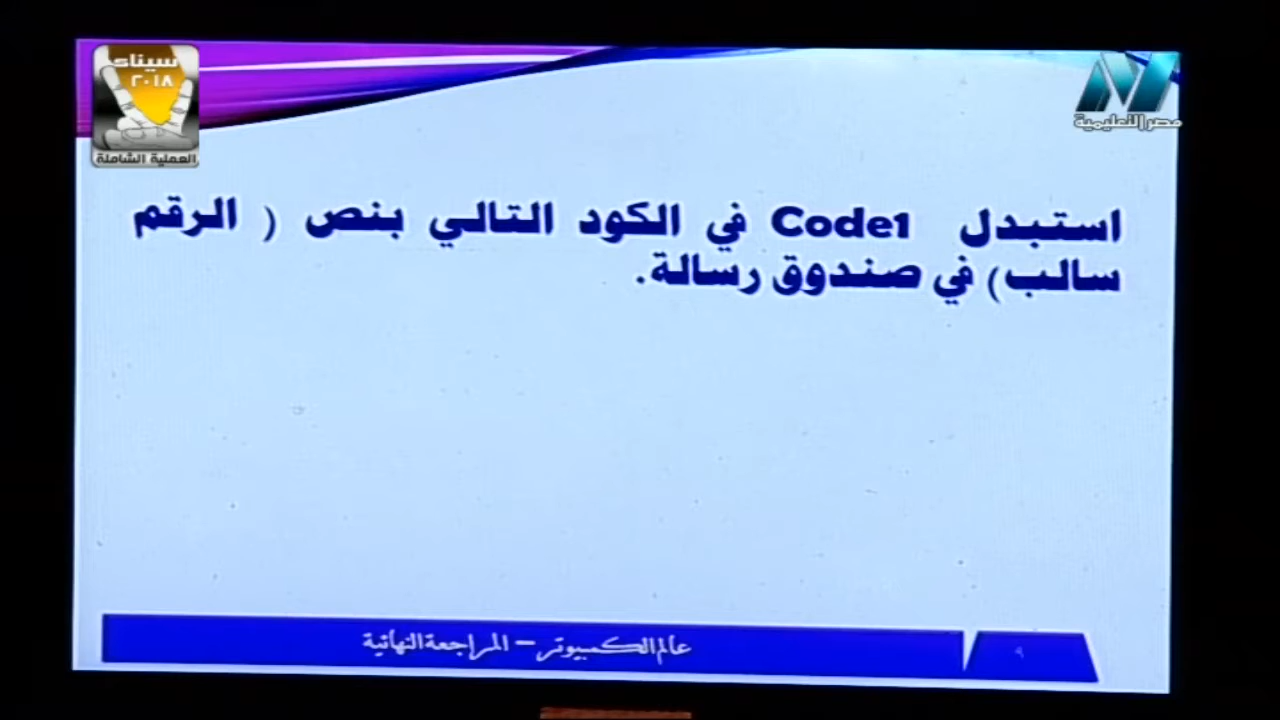 سيناء
٢٠١٨
العملية الشاملة
مصر التعليمية
استبدل Code1 في الكود التالي بنص ( الرقم
سالب) في صندوق رسالة.
عالم الكمبيوتر – المراجعة النهائية
٩